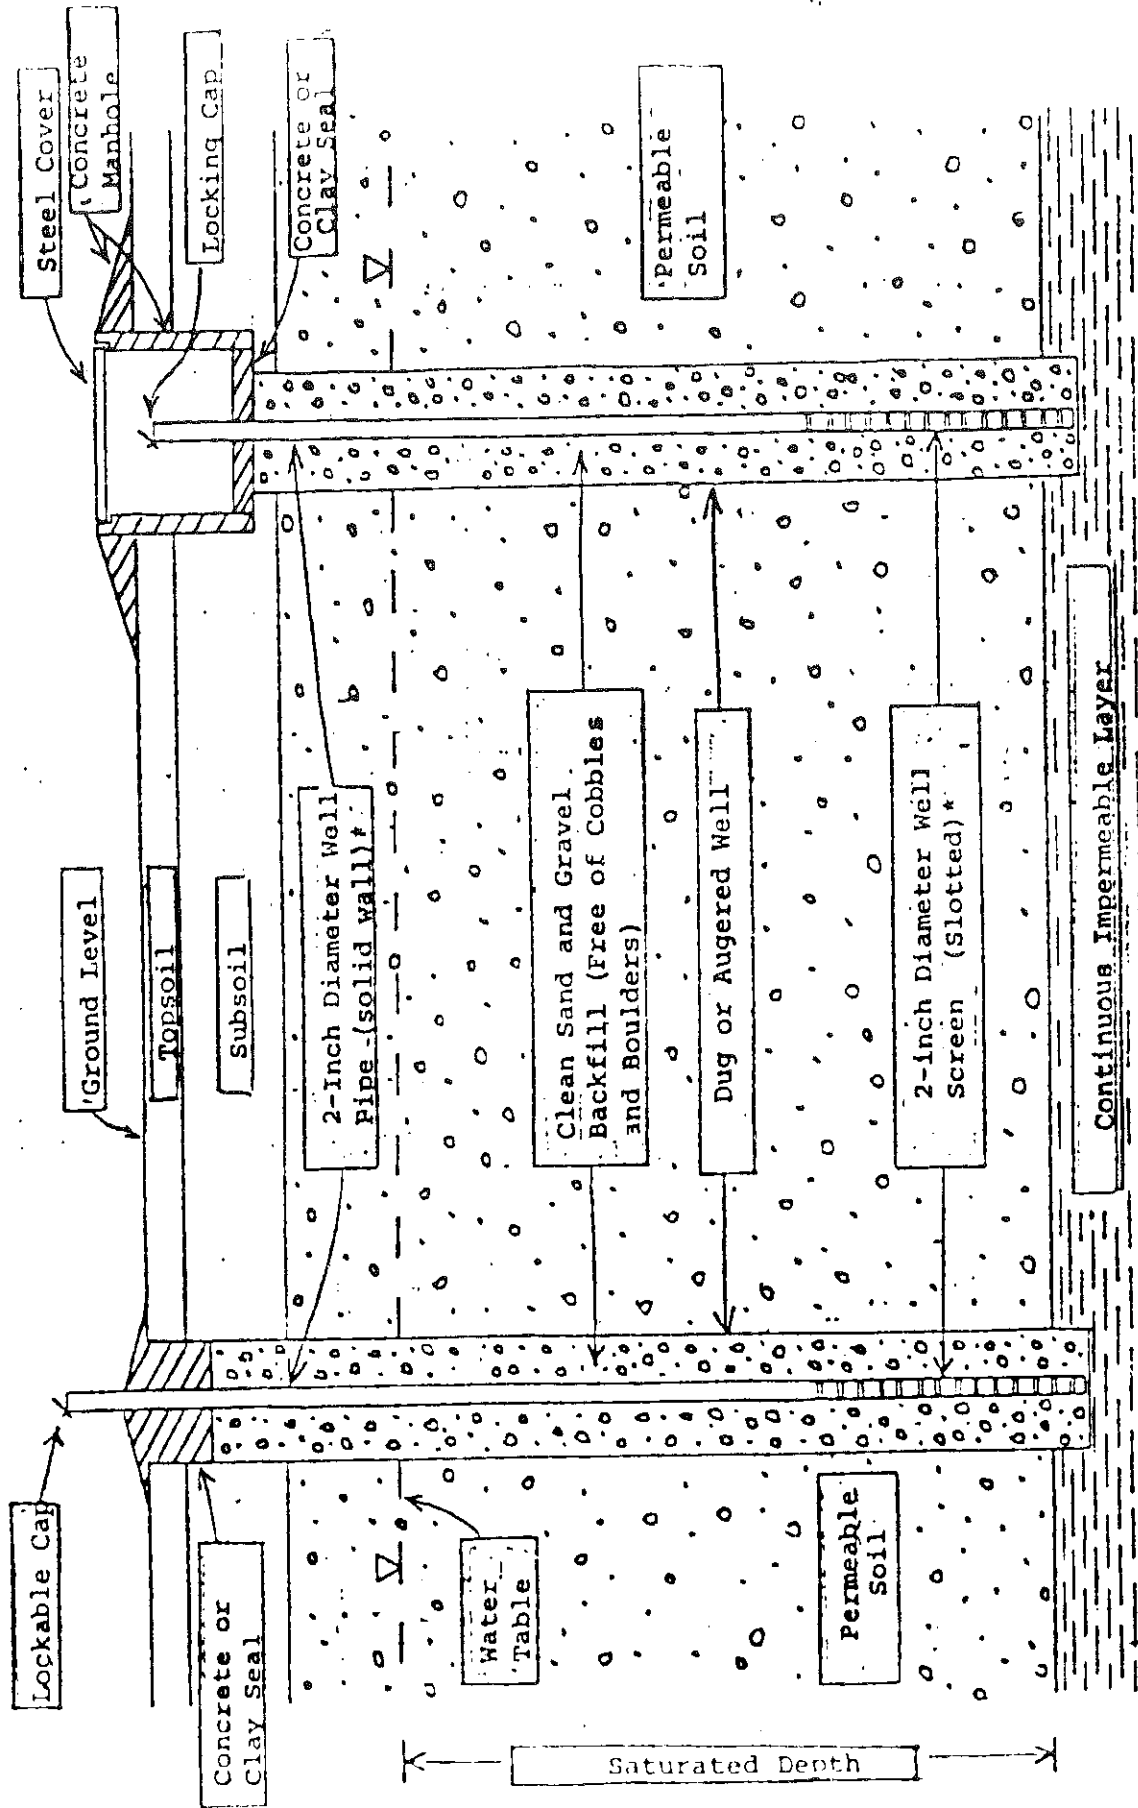 Lockable Cap
Concrete or
Clay Seal
'Ground Level
Topsoil
Subsoil
Steel Cover
'Concrete
Manhole
Locking Cap
Concrete or
Clay Seal
2-Inch Diameter Well
Pipe (solid wall)*
Water
Table
Clean Sand and Gravel
Backfill (Free of Cobbles
and Boulders)
Dug or Augered Well
Permeable
Soil
Permeable
Soil
2-inch Diameter Well
Screen (Slotted)*
Continuous Impermeable Layer
Saturated Depth